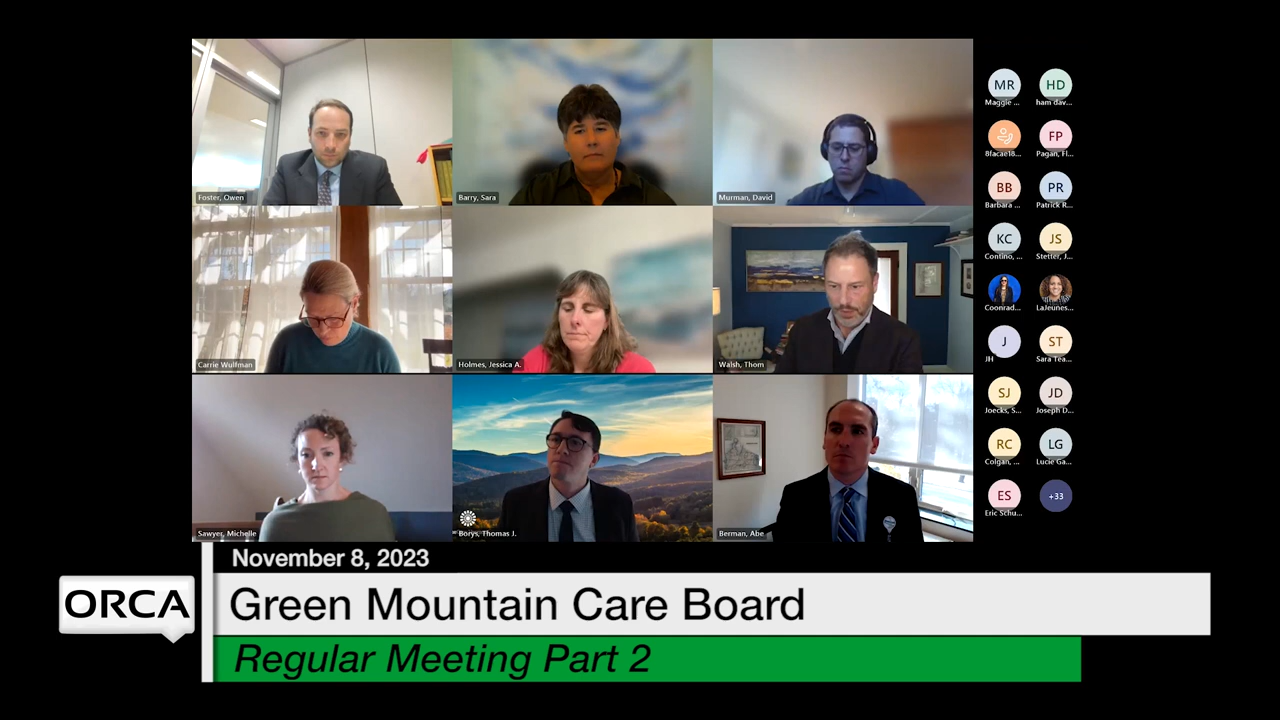 MR
HD
Maggie ...
ham dav...
FP
8facae18...
Pagan, Fl...
BB
PR
Barbara ...
Patrick R...
Foster, Owen
Barry, Sara
Murman, David
KC
JS
Contino, ...
Stetter, J...
Coonrad...
LaJeunes...
J
ST
JH
Sara Tea...
Carrie Wulfman
Holmes, Jessica A.
Walsh, Thom
SJ
JD
Joecks, S...
Joseph D...
RC
LG
Colgan, ...
Lucie Ga...
ES
+33
Eric Schu...
Sawyer, Michelle
Borys, Thomas J.
Berman, Abe
November 8, 2023
ORCA
Green Mountain Care Board
Regular Meeting Part 2